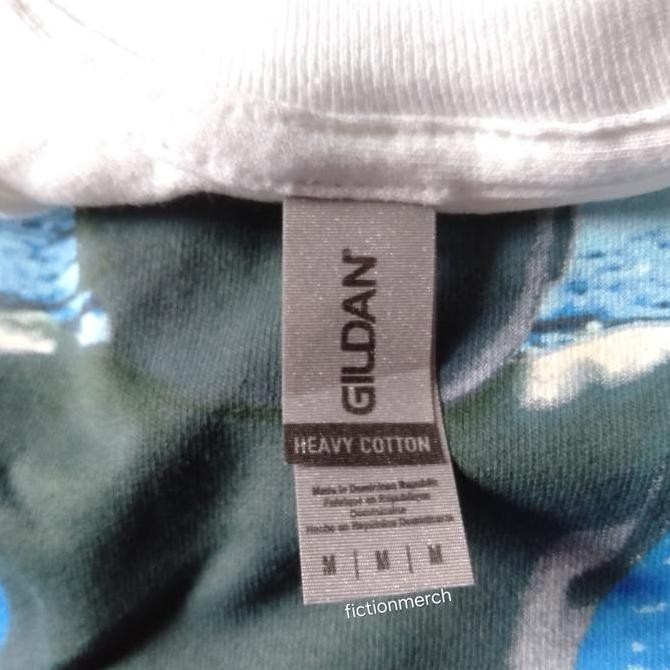 GILDAN®
HEAVY COTTON
Made in Dominican Republic
Fabriqué en République
Dominicaine
Hecho en República Dominicana
M | M | M
fictionmerch